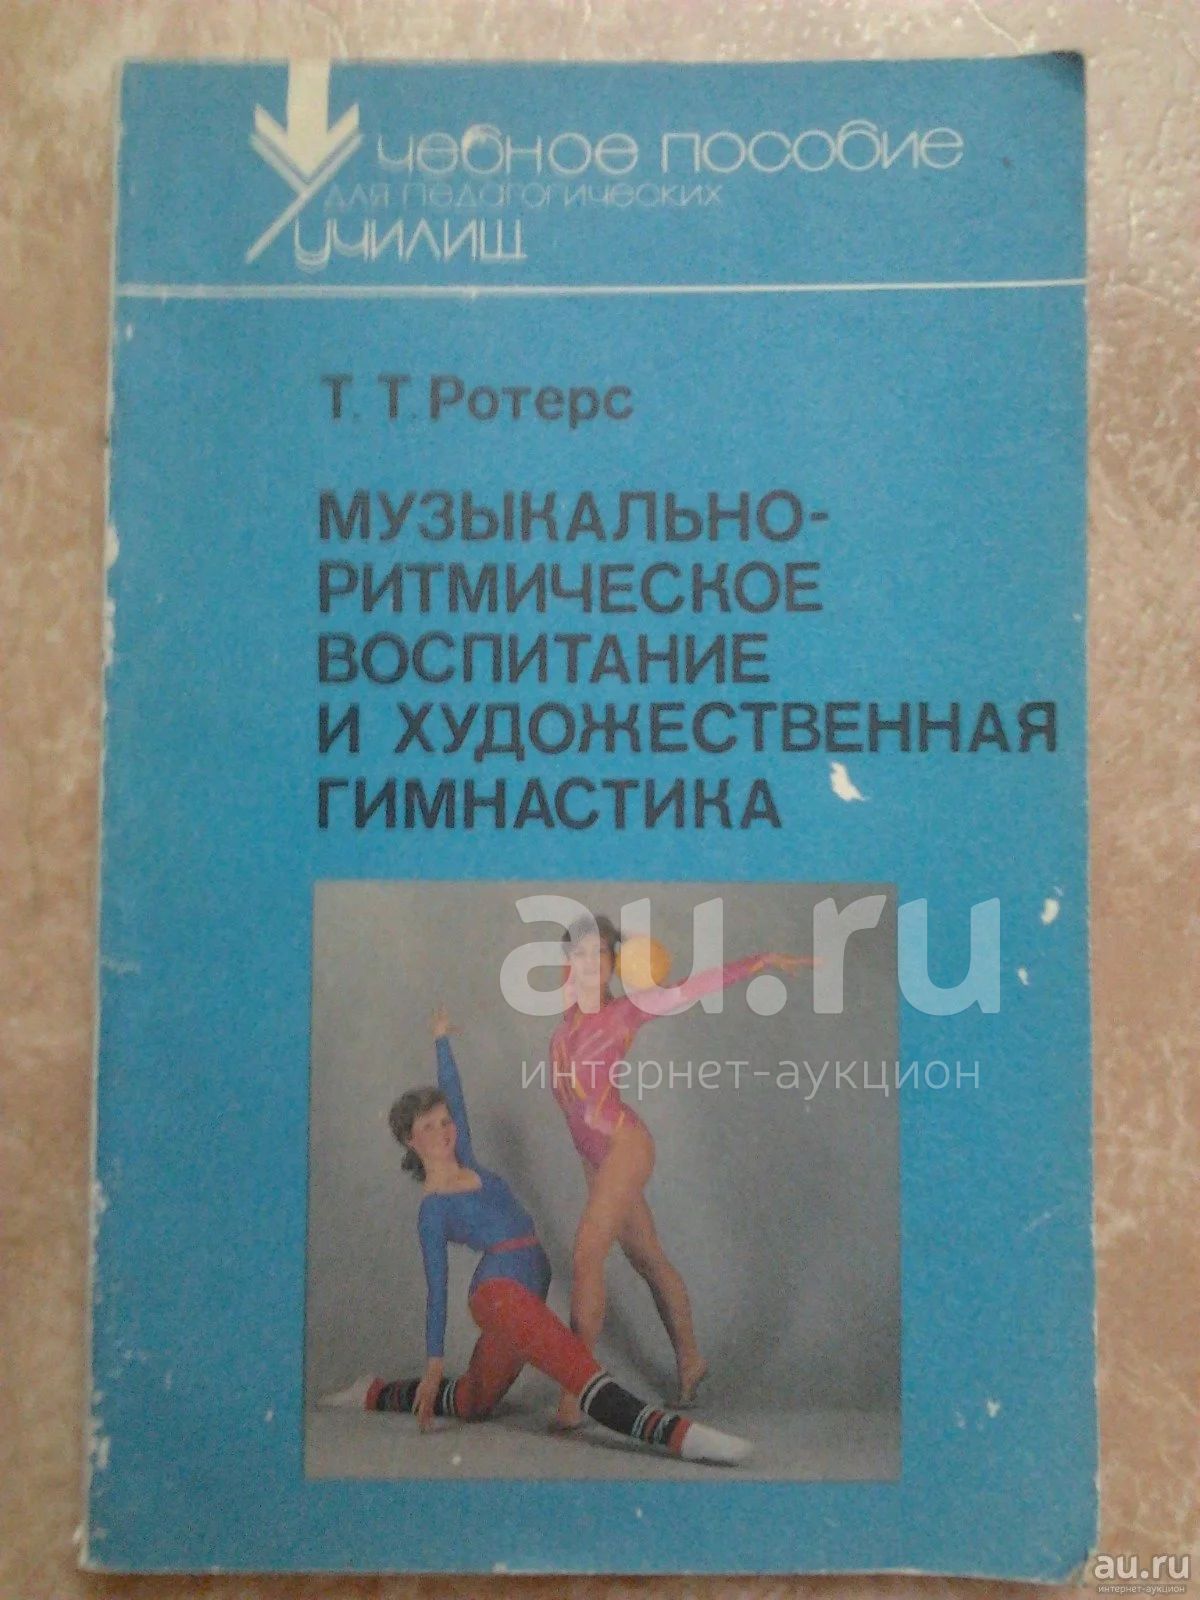 Учебное пособие
для педагогических
училищ
Т. Т. Ротерс
МУЗЫКАЛЬНО-
РИТМИЧЕСКОЕ
ВОСПИТАНИЕ
И ХУДОЖЕСТВЕННАЯ
ГИМНАСТИКА
au.ru
интернет-аукцион
au.ru
интернет-аукцион